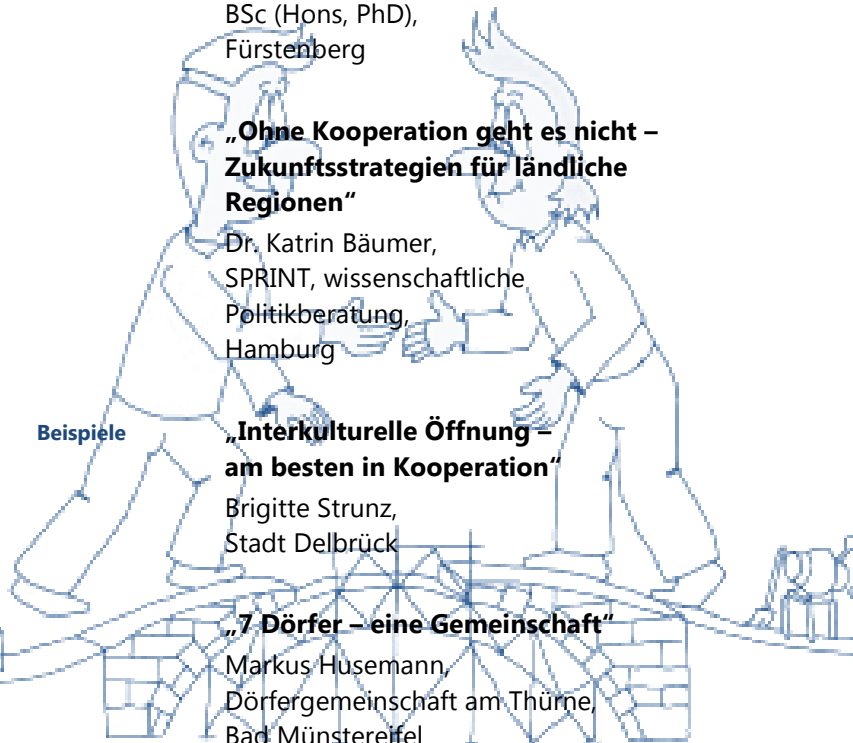 BSc (Hons, PhD),
Fürstenberg
„Ohne Kooperation geht es nicht –
Zukunftsstrategien für ländliche
Regionen“
Dr. Katrin Bäumer,
SPRINT, wissenschaftliche
Politikberatung,
Hamburg
Beispiele
„Interkulturelle Öffnung –
am besten in Kooperation“
Brigitte Strunz,
Stadt Delbrück
„7 Dörfer – eine Gemeinschaft“
Markus Husemann,
Dörfergemeinschaft am Thürne,
Bad Münstereifel